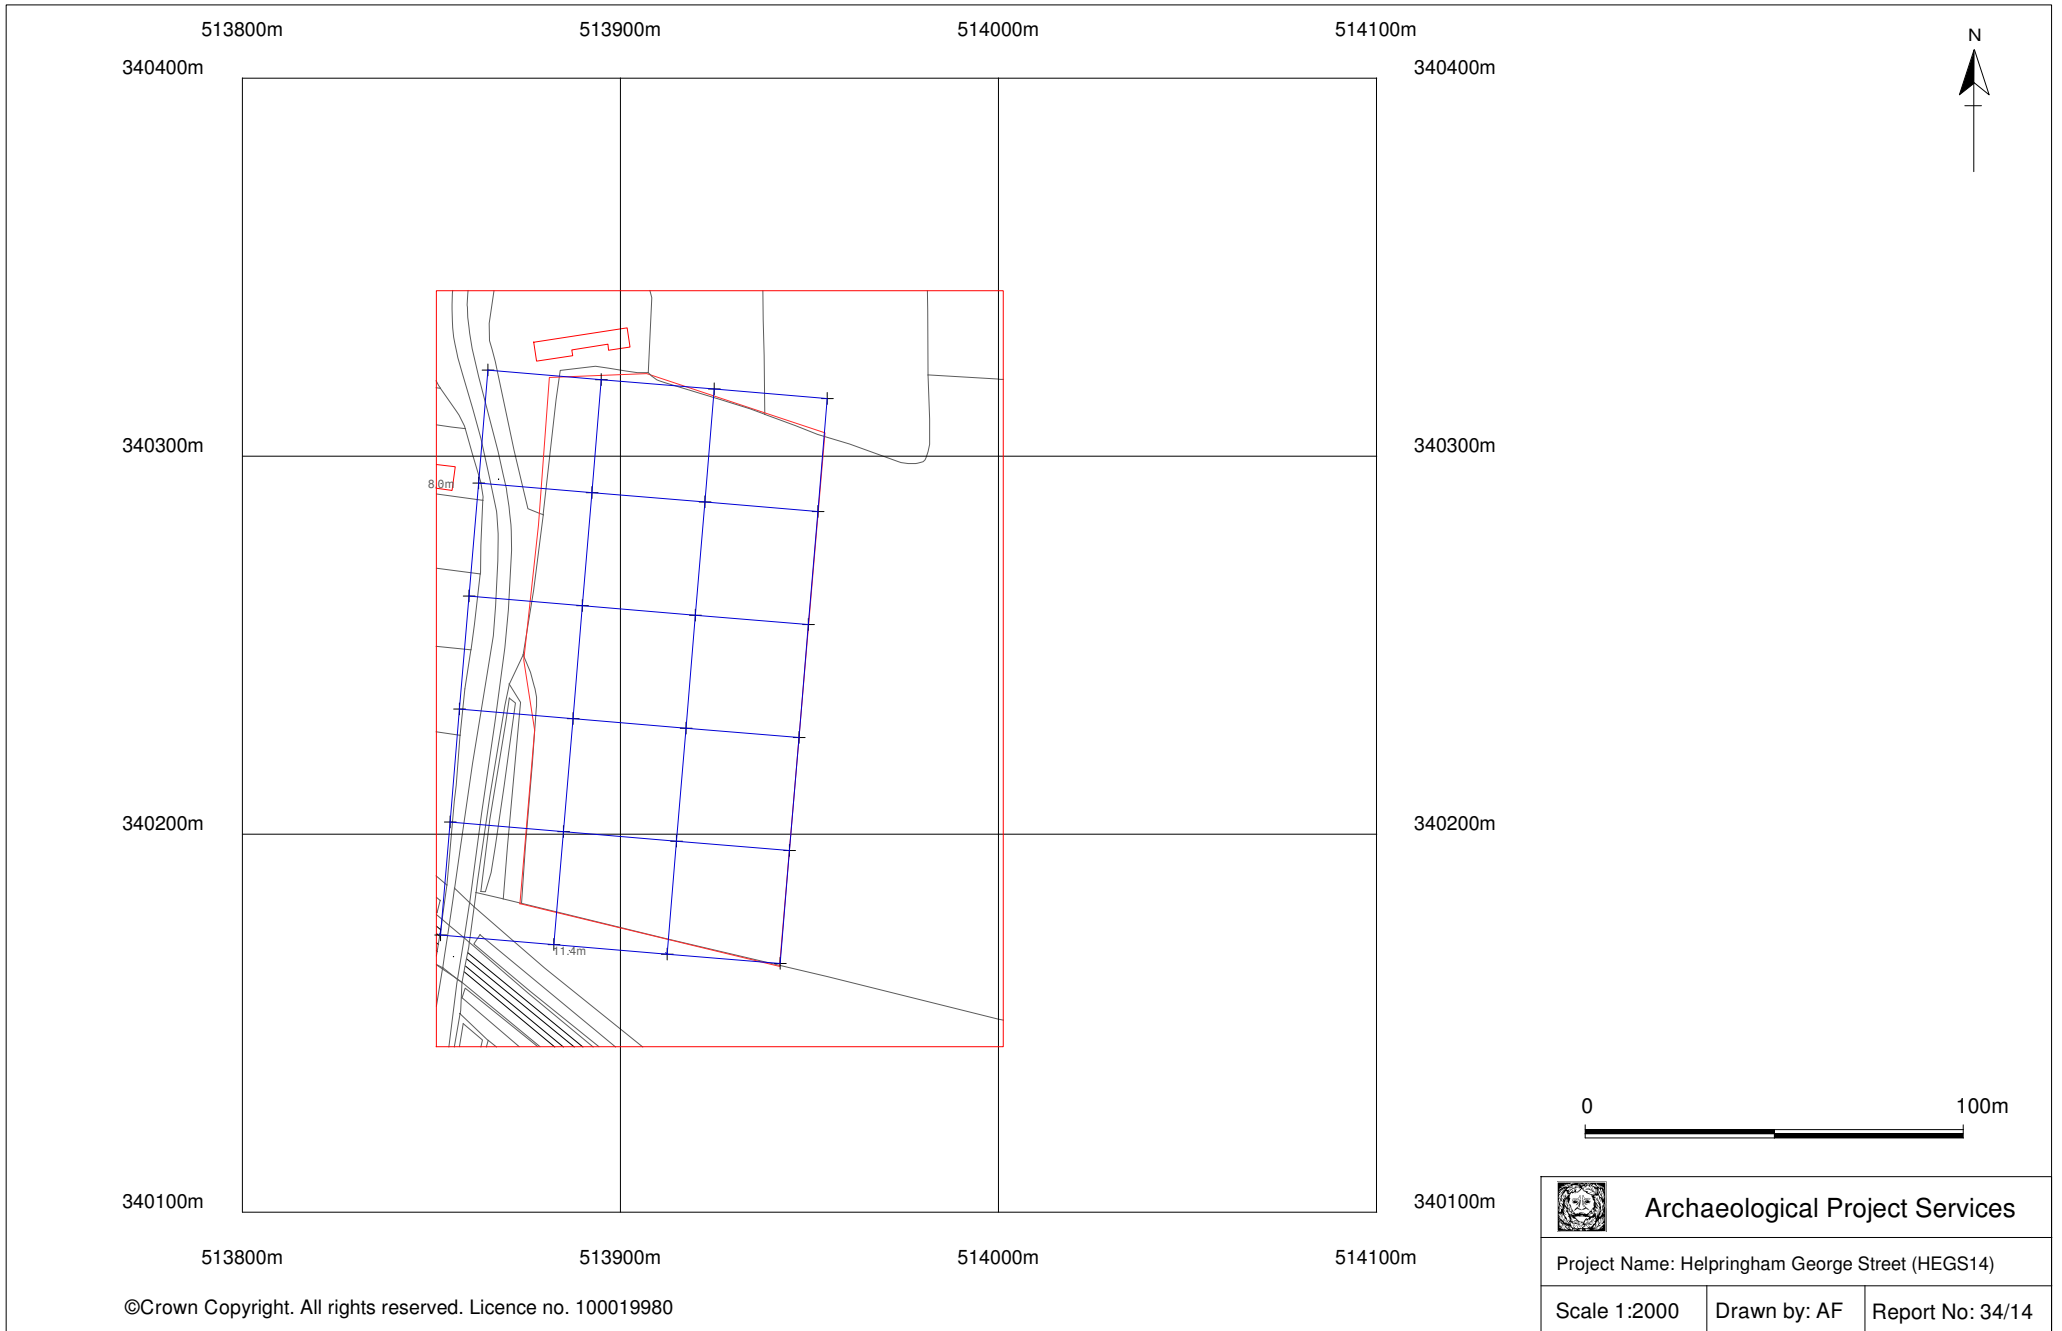 513800m 513900m 514000m 514100m
N
340400m 340400m
340300m 340300m
8.0m
340200m 340200m
11.4m
0 100m
340100m 340100m
513800m 513900m 514000m 514100m
Archaeological Project Services
Project Name: Helpringham George Street (HEGS14)
Scale 1:2000 Drawn by: AF Report No: 34/14
©Crown Copyright. All rights reserved. Licence no. 100019980